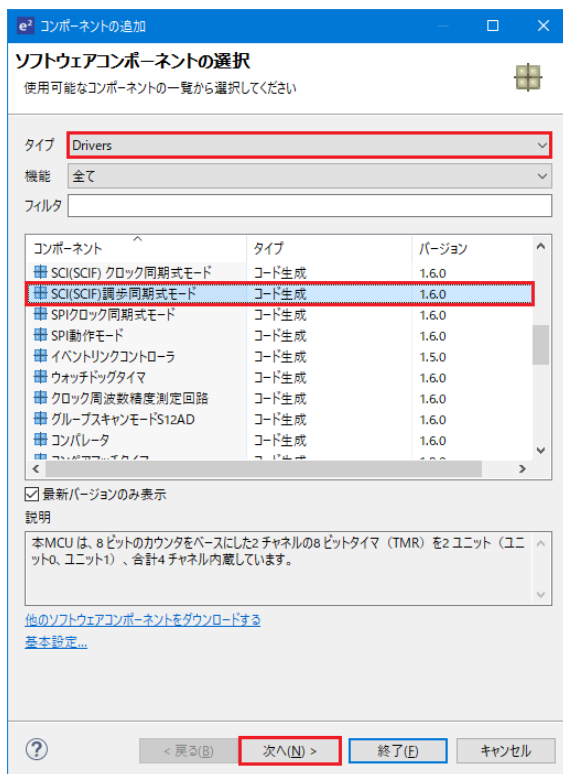 e² コンポーネントの追加
ソフトウェアコンポーネントの選択
使用可能なコンポーネントの一覧から選択してください
タイプ Drivers
機能 全て
フィルタ
コンポーネント タイプ バージョン
SCI(SCIF) クロック同期式モード コード生成 1.6.0
SCI(SCIF)調歩同期式モード コード生成 1.6.0
SPIクロック同期式モード コード生成 1.6.0
SPI動作モード コード生成 1.6.0
イベントリンクコントローラ コード生成 1.5.0
ウォッチドッグタイマ コード生成 1.6.0
クロック周波数精度測定回路 コード生成 1.6.0
グループスキャンモードS12AD コード生成 1.6.0
コンパレータ コード生成 1.6.0
最新バージョンのみ表示
説明
本MCU は、8 ビットのカウンタをベースにした2 チャネルの8 ビットタイマ（TMR）を2 ユニット（ユニ
ット0、ユニット1）、合計4 チャネル内蔵しています。
他のソフトウェアコンポーネントをダウンロードする
基本設定...
? < 戻る(B) 次へ(N) > 終了(F) キャンセル